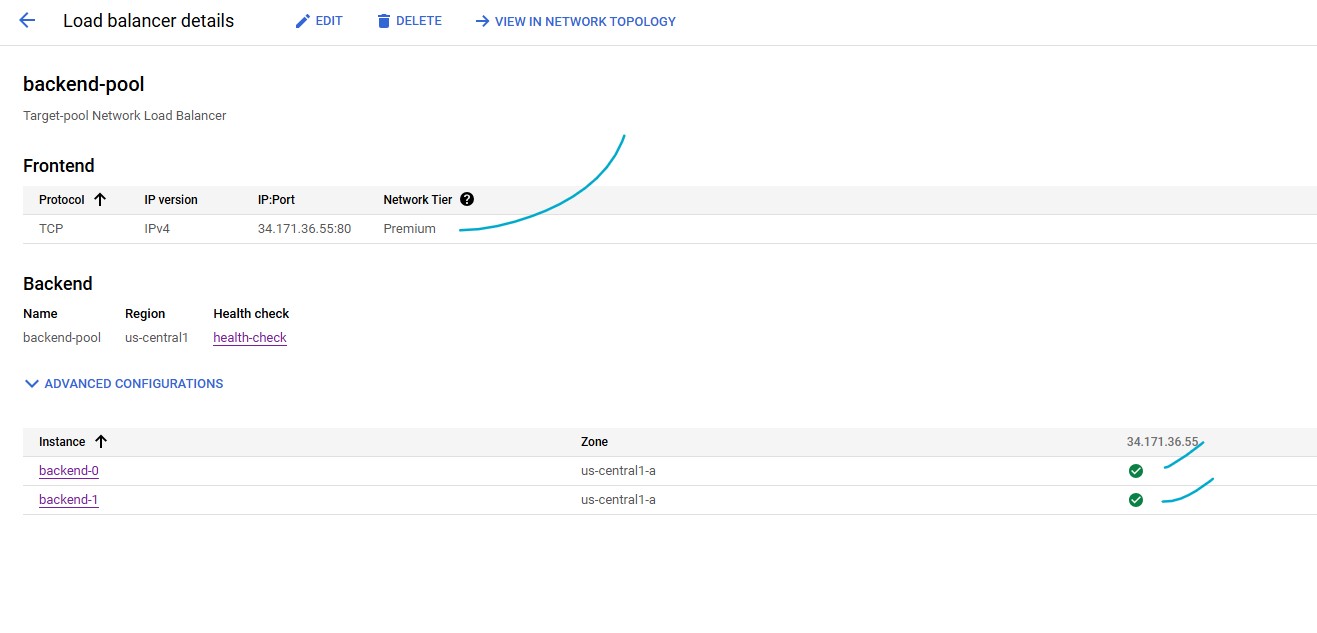 Load balancer details EDIT DELETE VIEW IN NETWORK TOPOLOGY
backend-pool
Target-pool Network Load Balancer
Frontend
Protocol IP version IP:Port Network Tier ?
TCP IPv4 34.171.36.55:80 Premium
Backend
Name Region Health check
backend-pool us-central1 health-check
ADVANCED CONFIGURATIONS
Instance Zone 34.171.36.55
backend-0 us-central1-a
backend-1 us-central1-a